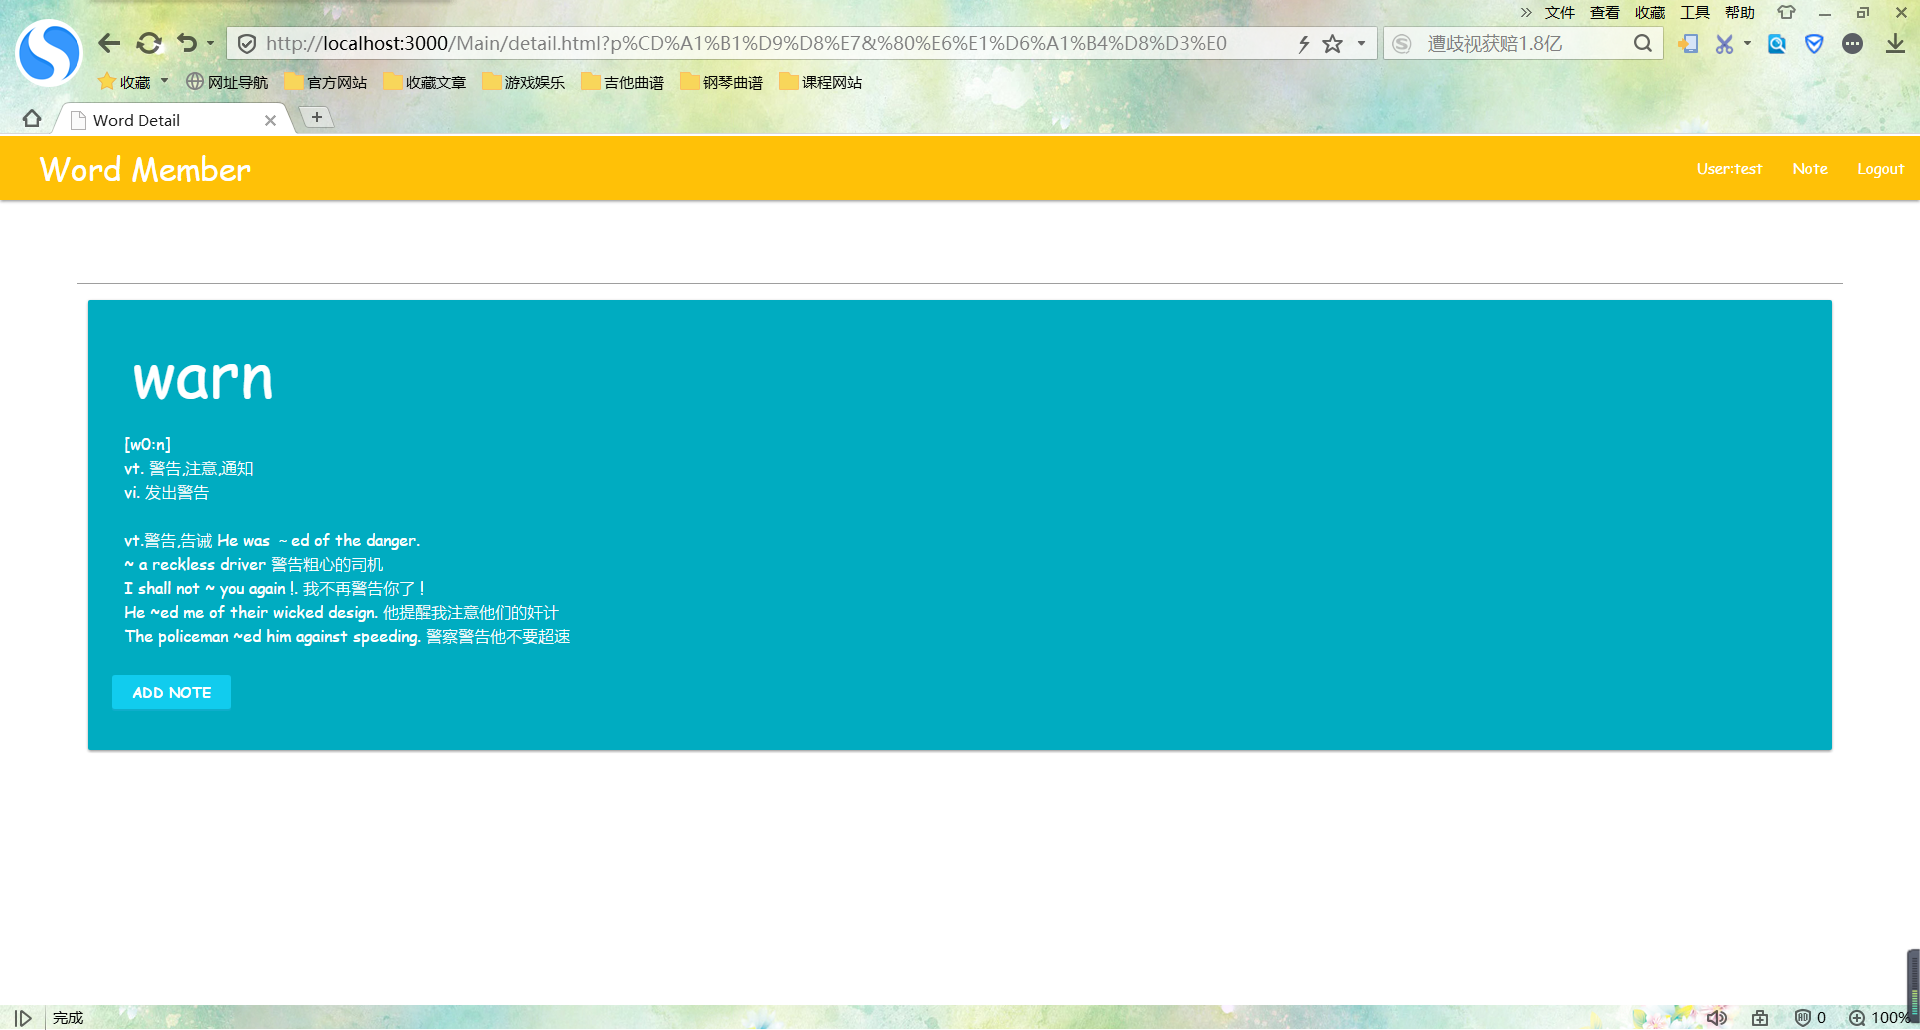 文件 查看 收藏 工具 帮助
http://localhost:3000/Main/detail.html?p%CD%A1%B1%D9%D8%E7&%80%E6%E1%D6%A1%B4%D8%D3%E0
遭歧视获赔1.8亿
收藏 网址导航 官方网站 收藏文章 游戏娱乐 吉他曲谱 钢琴曲谱 课程网站
Word Detail
Word Member
User:test Note Logout
warn
[w0:n]
vt. 警告,注意,通知
vi. 发出警告
vt.警告,告诫 He was ～ed of the danger.
~ a reckless driver 警告粗心的司机
I shall not ~ you again !. 我不再警告你了 !
He ~ed me of their wicked design. 他提醒我注意他们的奸计
The policeman ~ed him against speeding. 警察警告他不要超速
ADD NOTE
完成
0
100%